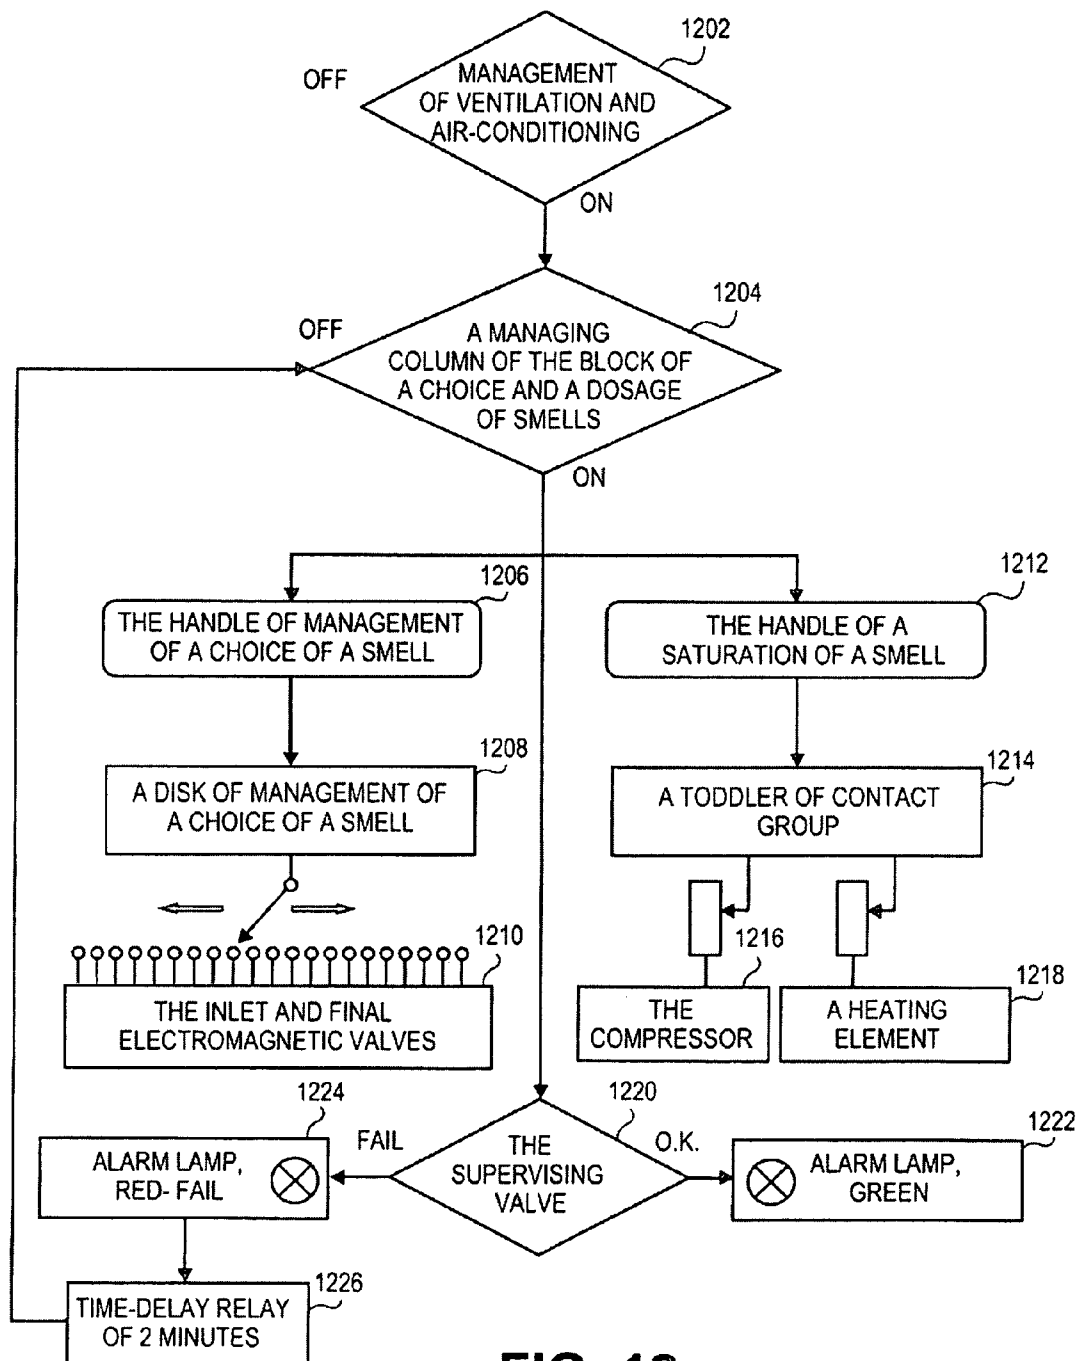 1202
OFF
MANAGEMENT
OF VENTILATION AND
AIR-CONDITIONING
ON
1204
OFF
A MANAGING
COLUMN OF THE BLOCK OF
A CHOICE AND A DOSAGE
OF SMELLS
ON
1206
THE HANDLE OF MANAGEMENT
OF A CHOICE OF A SMELL
1212
THE HANDLE OF A
SATURATION OF A SMELL
1208
A DISK OF MANAGEMENT OF
A CHOICE OF A SMELL
1214
A TODDLER OF CONTACT
GROUP
1210
THE INLET AND FINAL
ELECTROMAGNETIC VALVES
1216
THE
COMPRESSOR
1218
A HEATING
ELEMENT
1220
THE
SUPERVISING
VALVE
FAIL
O.K.
1224
ALARM LAMP,
RED- FAIL
1222
ALARM LAMP,
GREEN
1226
TIME-DELAY RELAY
OF 2 MINUTES